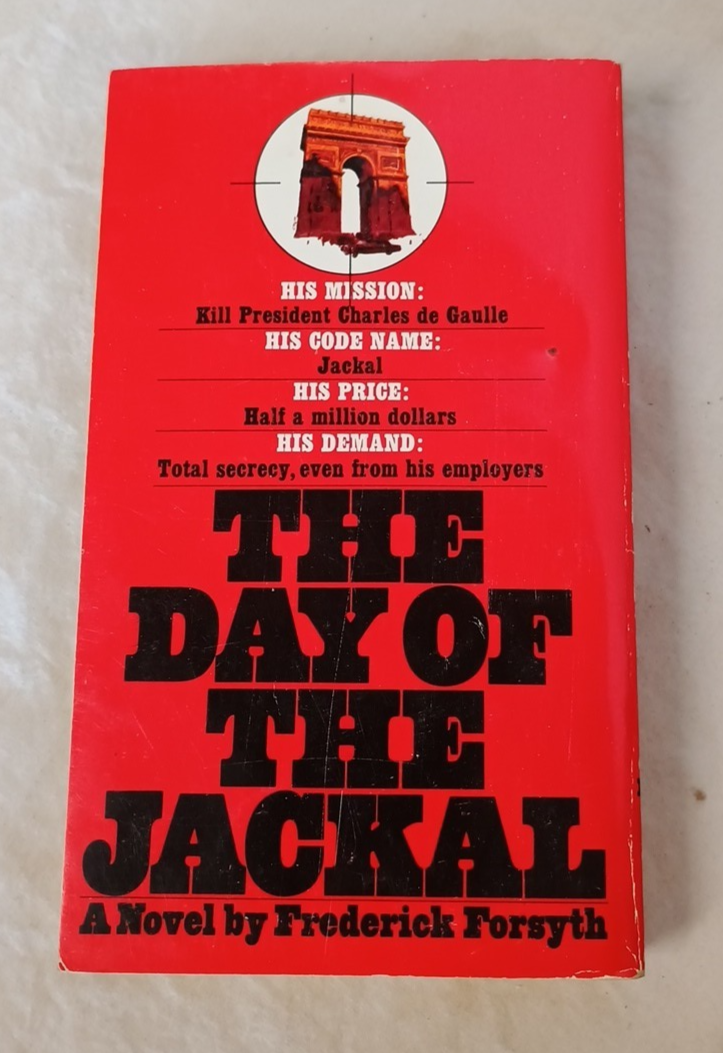 HIS MISSION:
Kill President Charles de Gaulle
HIS CODE NAME:
Jackal
HIS PRICE:
Half a million dollars
HIS DEMAND:
Total secrecy, even from his employers
THE
DAY OF
THE
JACKAL
A Novel by Frederick Forsyth